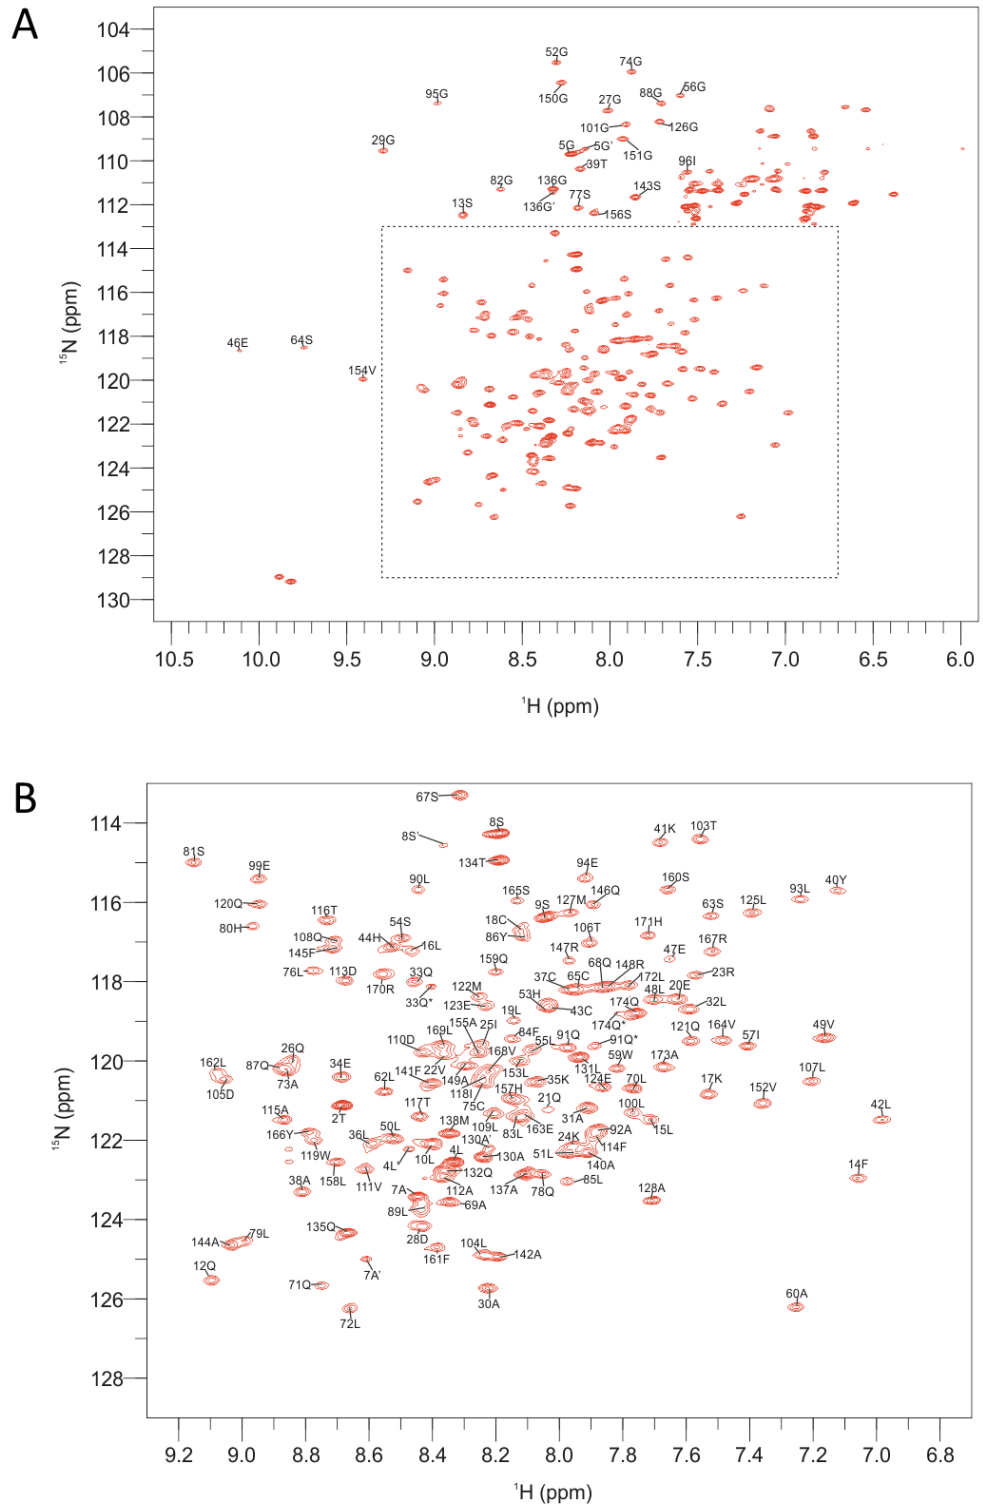 A
104
52G
74G
106
150G
56G
95G
88G
27G
108
101G
126G
5G
5G'
151G
29G
110
39T
96I
82G
136G
143S
136G'
77S
112
13S
156S
114
116
118
46E
64S
154V
120
122
124
126
128
130
15N (ppm)
10.5 10.0 9.5 9.0 8.5 8.0 7.5 7.0 6.5 6.0
1H (ppm)
B
67S
114
8S
8S'
41K
103T
134T
81S
99E
94E
90L
160S
40Y
165S
146Q
93L
116
120Q
127M
63S
125L
116T
54S
18C
9S
80H
86Y
106T
171H
108Q
44H
16L
167R
145F
147R
47E
76L
113D
33Q
159Q
68Q
148R
23R
118
170R
37C
65C
172L
20E
33Q*
122M
53H
48L
32L
123E
43C
174Q
19L
174Q*
155A
25I
84F
91Q
121Q
164V
49V
110D
169L
55L
91Q*
57I
26Q
168V
59W
173A
120
162L
87Q
34E
141F
22V
149A
153L
131L
107L
105D
73A
62L
118I
157H
35K
124E
70L
17K
75C
21Q
152V
115A
2T
117T
109L
31A
100L
42L
166Y
36L
50L
138M
83L
163E
15L
122
119W
10L
130A'
24K
92A
4L
51L
114F
158L
4L'
130A
132Q
140A
111V
112A
137A
78Q
85L
14F
38A
7A
69A
128A
89L
124
144A
79L
135Q
28D
104L
142A
12Q
7A'
161F
71Q
30A
60A
126
72L
128
15N (ppm)
9.2 9.0 8.8 8.6 8.4 8.2 8.0 7.8 7.6 7.4 7.2 7.0 6.8
1H (ppm)